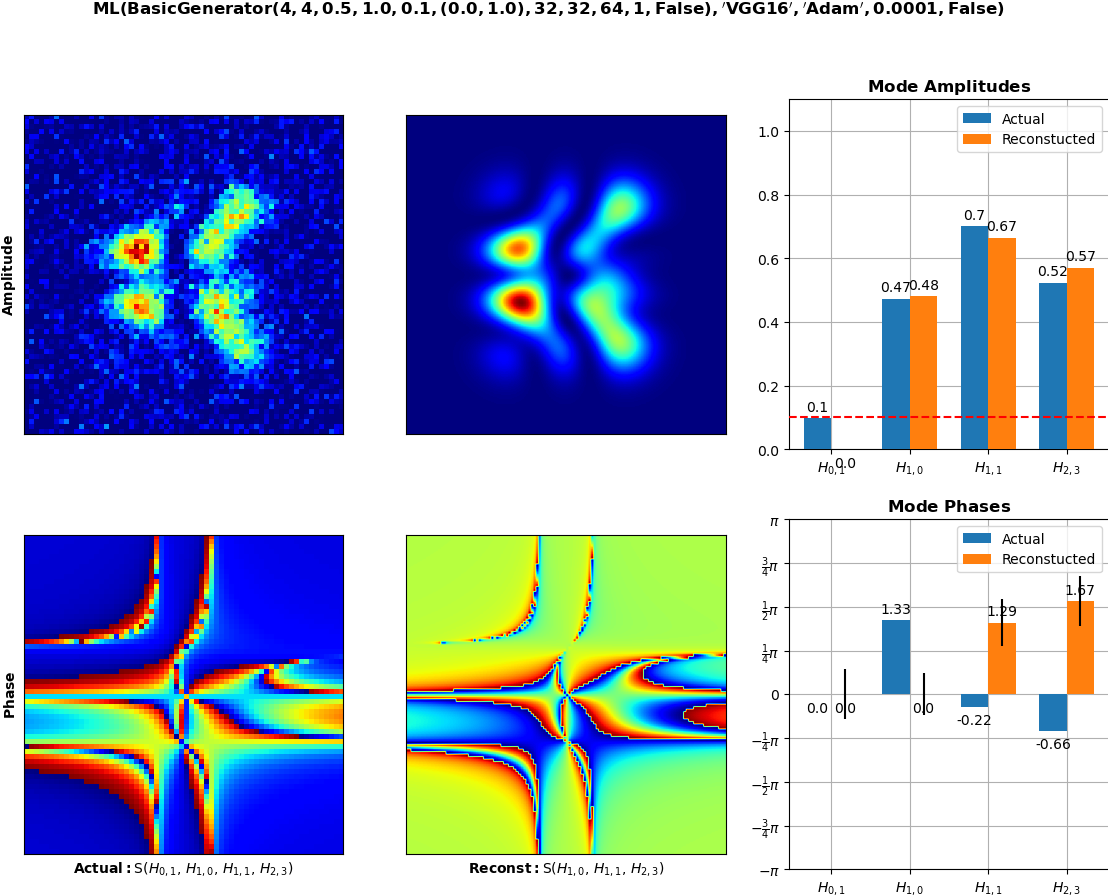 ML(BasicGenerator(4, 4, 0.5, 1.0, 0.1, (0.0, 1.0), 32, 32, 64, 1, False), ′VGG16′, ′Adam′, 0.0001, False)
Amplitude
Mode Amplitudes
Actual
Reconstucted
1.0
0.8
0.6
0.4
0.2
0.0
0.1
0.0
0.47
0.48
0.7
0.67
0.52
0.57
H₀,₁
H₁,₀
H₁,₁
H₂,₃
Phase
Actual: S(H₀,₁, H₁,₀, H₁,₁, H₂,₃)
Reconst: S(H₁,₀, H₁,₁, H₂,₃)
Mode Phases
Actual
Reconstucted
π
3/4π
1/2π
1/4π
0
−1/4π
−1/2π
−3/4π
−π
0.0
0.0
1.33
0.0
-0.22
1.29
-0.66
1.67
H₀,₁
H₁,₀
H₁,₁
H₂,₃